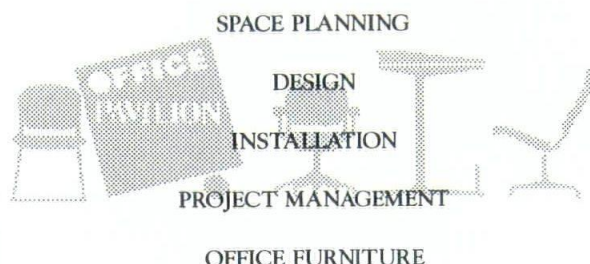 SPACE PLANNING
OFFICE
PAVILION
DESIGN
INSTALLATION
PROJECT MANAGEMENT
OFFICE FURNITURE